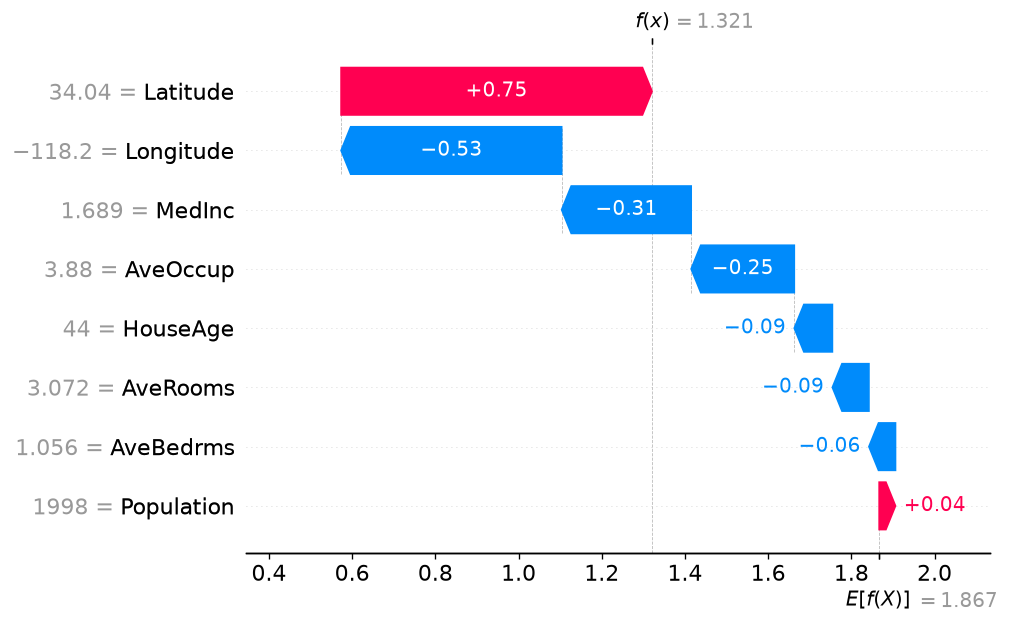 f(x) = 1.321
34.04 = Latitude +0.75
−118.2 = Longitude −0.53
1.689 = MedInc −0.31
3.88 = AveOccup −0.25
44 = HouseAge −0.09
3.072 = AveRooms −0.09
1.056 = AveBedrms −0.06
1998 = Population +0.04
0.4 0.6 0.8 1.0 1.2 1.4 1.6 1.8 2.0
E[f(X)] = 1.867